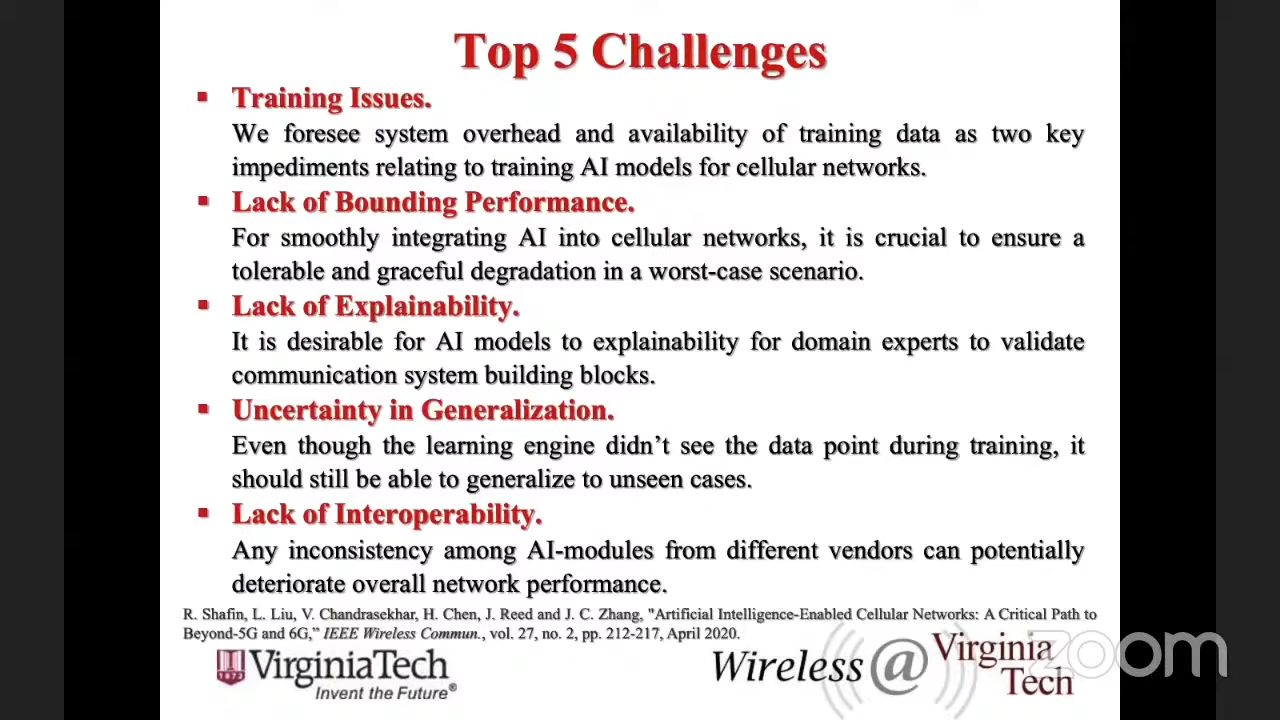 Top 5 Challenges
▪ Training Issues.
We foresee system overhead and availability of training data as two key
impediments relating to training AI models for cellular networks.
▪ Lack of Bounding Performance.
For smoothly integrating AI into cellular networks, it is crucial to ensure a
tolerable and graceful degradation in a worst-case scenario.
▪ Lack of Explainability.
It is desirable for AI models to explainability for domain experts to validate
communication system building blocks.
▪ Uncertainty in Generalization.
Even though the learning engine didn’t see the data point during training, it
should still be able to generalize to unseen cases.
▪ Lack of Interoperability.
Any inconsistency among AI-modules from different vendors can potentially
deteriorate overall network performance.
R. Shafin, L. Liu, V. Chandrasekhar, H. Chen, J. Reed and J. C. Zhang, "Artificial Intelligence-Enabled Cellular Networks: A Critical Path to
Beyond-5G and 6G,” IEEE Wireless Commun., vol. 27, no. 2, pp. 212-217, April 2020.
1872
VirginiaTech
Invent the Future®
Wireless @ Virginia
Tech
zoom